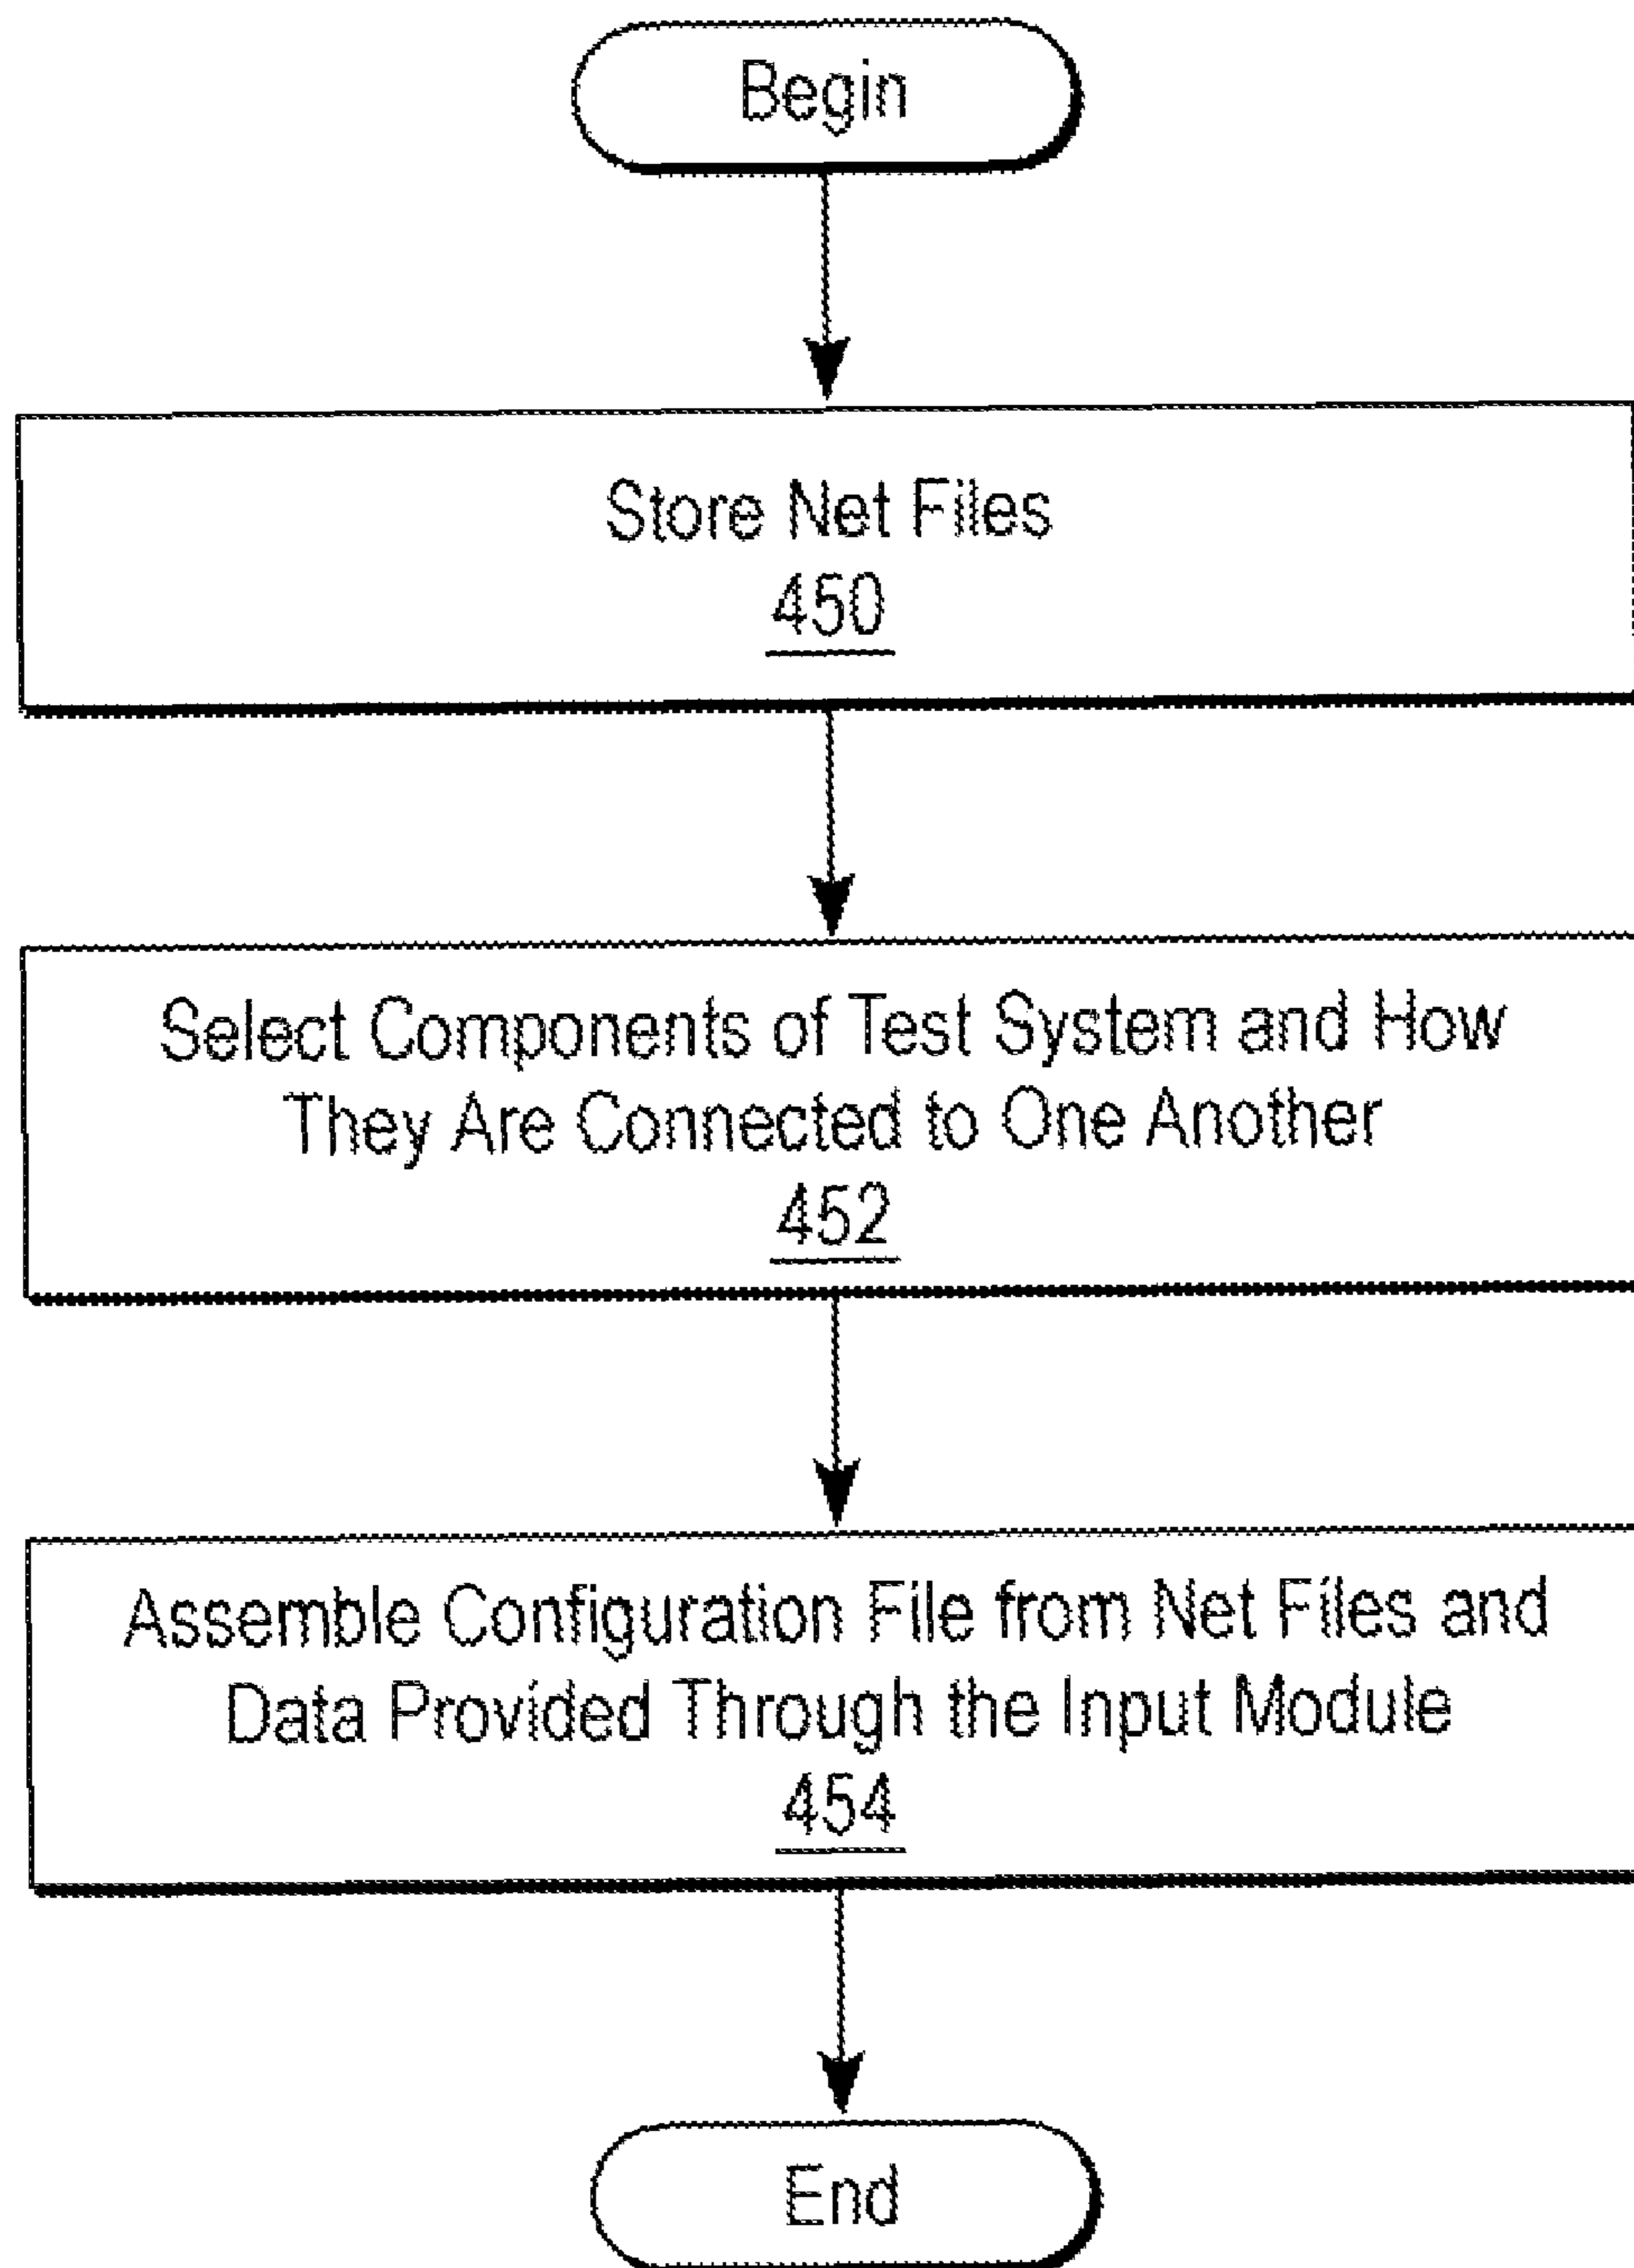 Begin
Store Net Files
450
Select Components of Test System and How
They Are Connected to One Another
452
Assemble Configuration File from Net Files and
Data Provided Through the Input Module
454
End